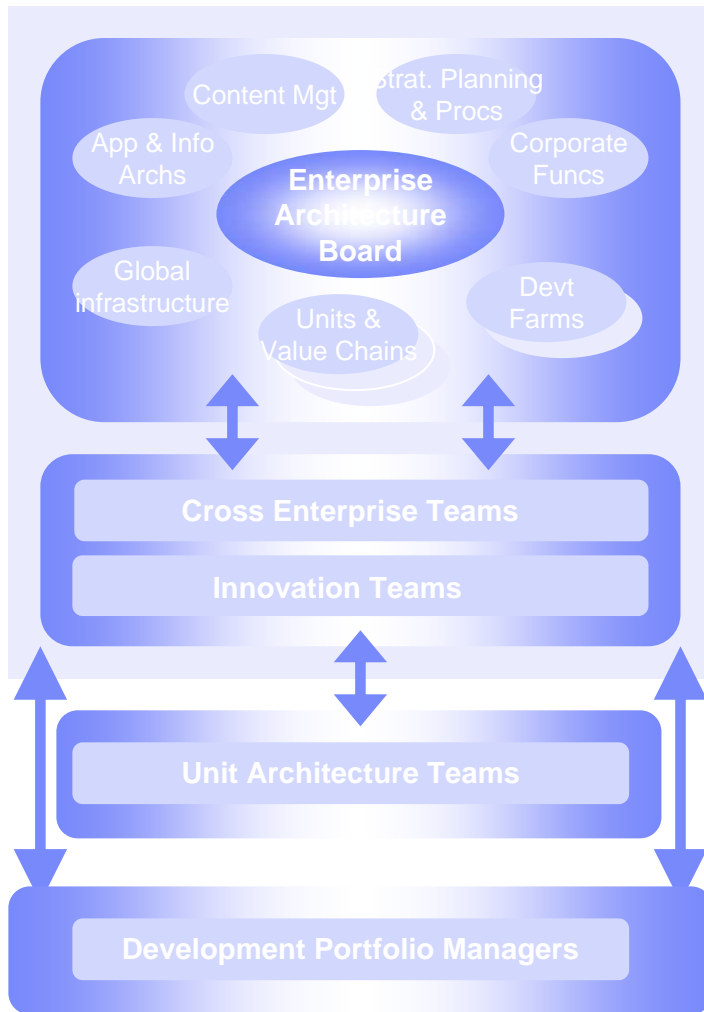 Content Mgt
Strat. Planning
& Procs
App & Info
Archs
Corporate
Funcs
Enterprise
Architecture
Board
Global
infrastructure
Devt
Farms
Units &
Value Chains
Cross Enterprise Teams
Innovation Teams
Unit Architecture Teams
Development Portfolio Managers